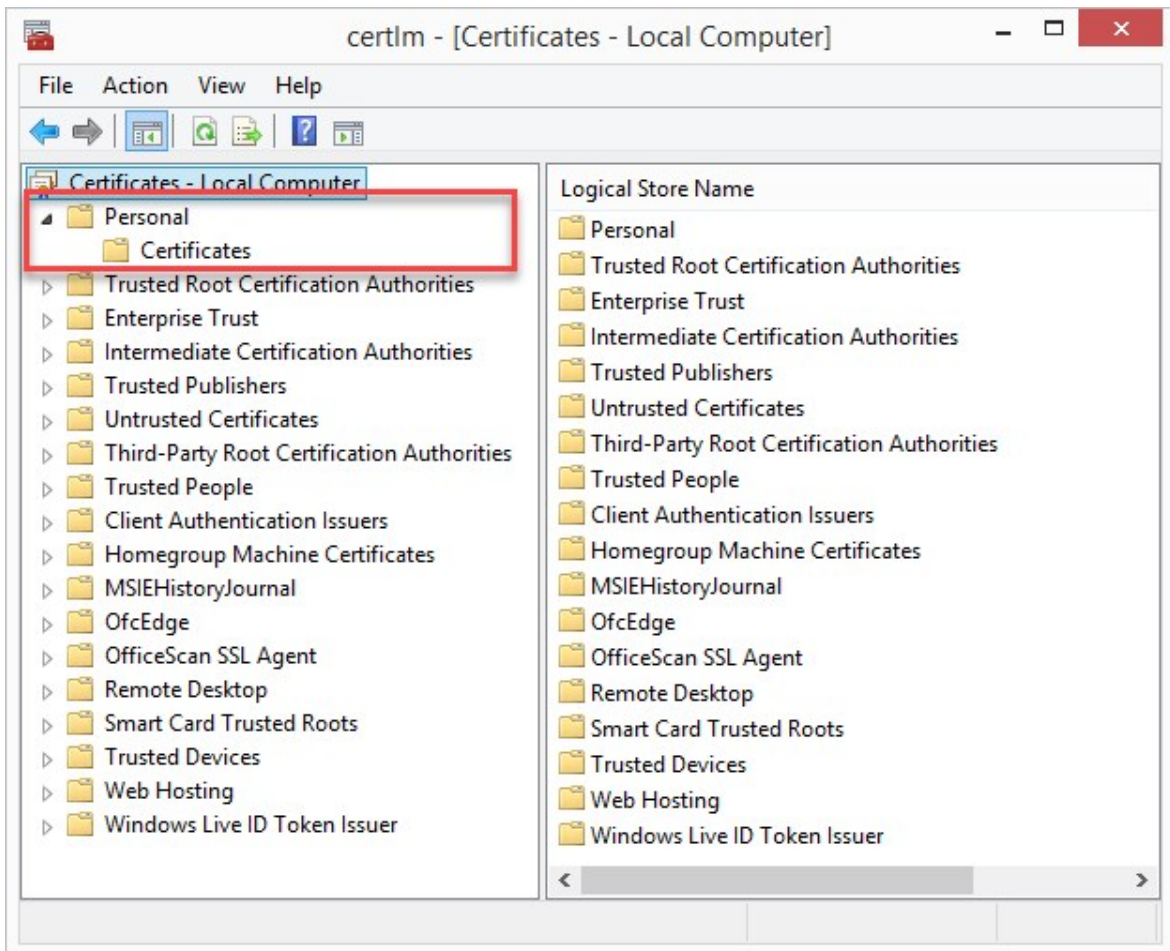 certlm - [Certificates - Local Computer]
File Action View Help
Certificates - Local Computer
Personal
Certificates
Trusted Root Certification Authorities
Enterprise Trust
Intermediate Certification Authorities
Trusted Publishers
Untrusted Certificates
Third-Party Root Certification Authorities
Trusted People
Client Authentication Issuers
Homegroup Machine Certificates
MSIEHistoryJournal
OfcEdge
OfficeScan SSL Agent
Remote Desktop
Smart Card Trusted Roots
Trusted Devices
Web Hosting
Windows Live ID Token Issuer
Logical Store Name
Personal
Trusted Root Certification Authorities
Enterprise Trust
Intermediate Certification Authorities
Trusted Publishers
Untrusted Certificates
Third-Party Root Certification Authorities
Trusted People
Client Authentication Issuers
Homegroup Machine Certificates
MSIEHistoryJournal
OfcEdge
OfficeScan SSL Agent
Remote Desktop
Smart Card Trusted Roots
Trusted Devices
Web Hosting
Windows Live ID Token Issuer